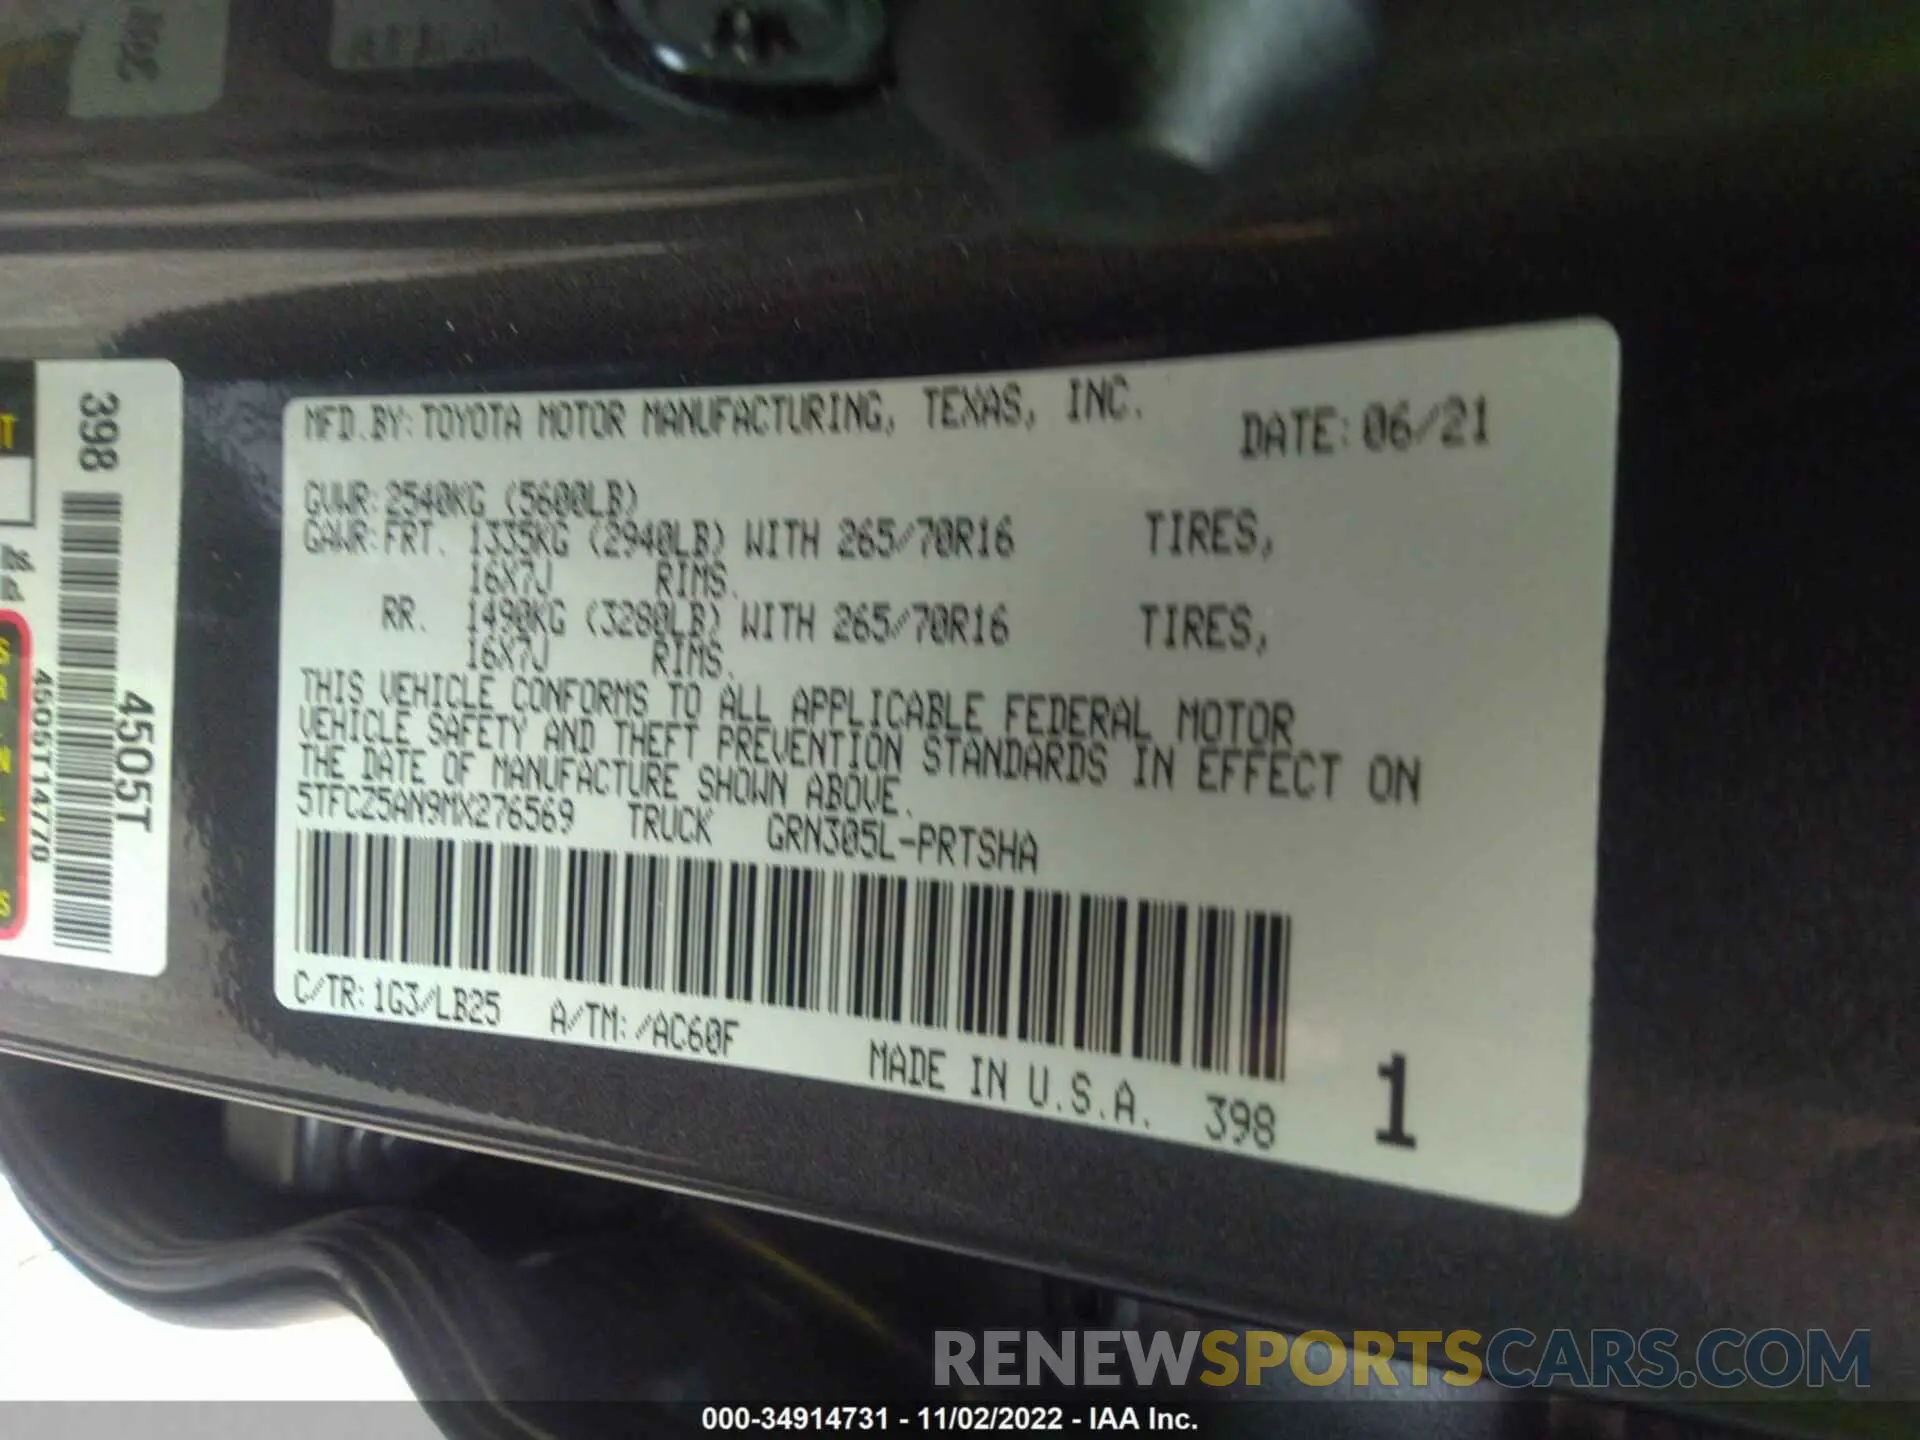 MFD.BY: TOYOTA MOTOR MANUFACTURING, TEXAS, INC. DATE: 06/21
GVWR: 2540KG (5600LB)
GAWR: FRT. 1335KG (2940LB) WITH 265/70R16 TIRES,
16X7J RIMS.
RR. 1490KG (3280LB) WITH 265/70R16 TIRES,
16X7J RIMS.
THIS VEHICLE CONFORMS TO ALL APPLICABLE FEDERAL MOTOR
VEHICLE SAFETY AND THEFT PREVENTION STANDARDS IN EFFECT ON
THE DATE OF MANUFACTURE SHOWN ABOVE.
5TFCZ5AN9MX276569 TRUCK GRN305L-PRTSHA
C/TR: 1G3/LB25 A/TM: /AC60F
MADE IN U.S.A. 398
1
398
4505T
4505T14770
RENEWSPORTSCARS.COM
000-34914731 - 11/02/2022 - IAA Inc.